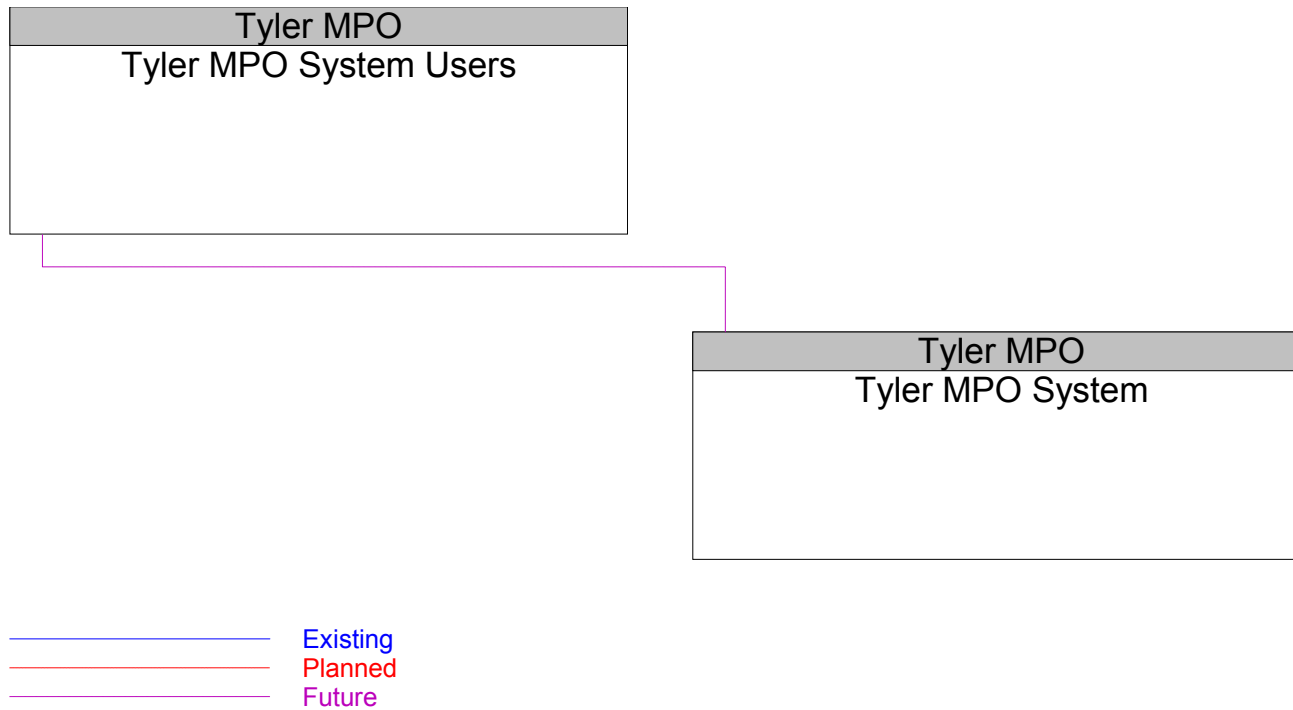 Tyler MPO
Tyler MPO System Users
Tyler MPO
Tyler MPO System
Existing
Planned
Future